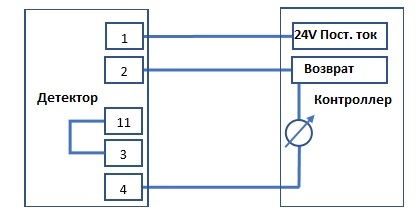 1
24V Пост. ток
2
Возврат
Детектор
Контроллер
11
3
4